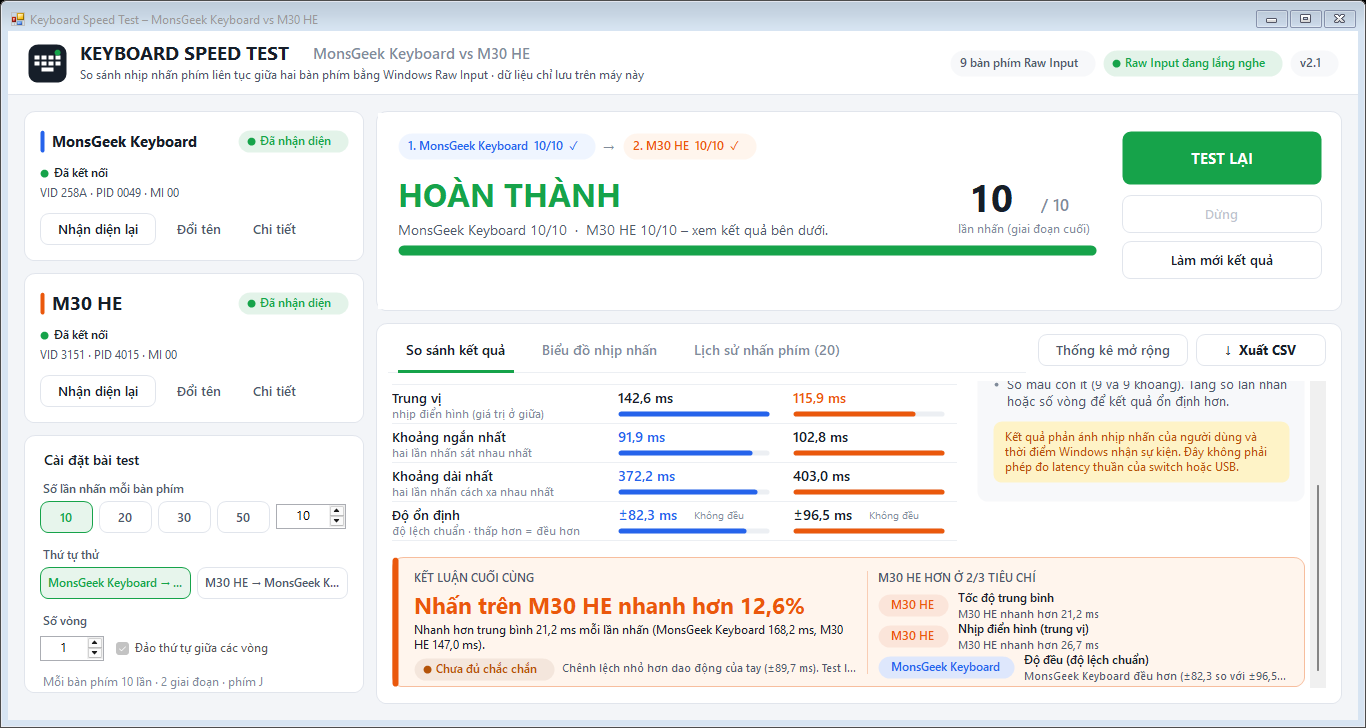 Keyboard Speed Test – MonsGeek Keyboard vs M30 HE
KEYBOARD SPEED TEST MonsGeek Keyboard vs M30 HE
So sánh nhịp nhấn phím liên tục giữa hai bàn phím bằng Windows Raw Input · dữ liệu chỉ lưu trên máy này
9 bàn phím Raw Input
Raw Input đang lắng nghe
v2.1
MonsGeek Keyboard
Đã nhận diện
Đã kết nối
VID 258A · PID 0049 · MI 00
Nhận diện lại Đổi tên Chi tiết
M30 HE
Đã nhận diện
Đã kết nối
VID 3151 · PID 4015 · MI 00
Nhận diện lại Đổi tên Chi tiết
Cài đặt bài test
Số lần nhấn mỗi bàn phím
10 20 30 50 10
Thứ tự thử
MonsGeek Keyboard → ... M30 HE → MonsGeek K...
Số vòng
1 Đảo thứ tự giữa các vòng
Mỗi bàn phím 10 lần · 2 giai đoạn · phím J
1. MonsGeek Keyboard 10/10 ✓ → 2. M30 HE 10/10 ✓
HOÀN THÀNH
MonsGeek Keyboard 10/10 · M30 HE 10/10 – xem kết quả bên dưới.
10 / 10
lần nhấn (giai đoạn cuối)
TEST LẠI
Dừng
Làm mới kết quả
So sánh kết quả Biểu đồ nhịp nhấn Lịch sử nhấn phím (20)
Thống kê mở rộng ↓ Xuất CSV
Trung vị 142,6 ms 115,9 ms
nhịp điển hình (giá trị ở giữa)
Khoảng ngắn nhất 91,9 ms 102,8 ms
hai lần nhấn sát nhau nhất
Khoảng dài nhất 372,2 ms 403,0 ms
hai lần nhấn cách xa nhau nhất
Độ ổn định ±82,3 ms Không đều ±96,5 ms Không đều
độ lệch chuẩn · thấp hơn = đều hơn
• Số mẫu còn ít (9 và 9 khoảng). Tăng số lần nhấn
hoặc số vòng để kết quả ổn định hơn.
Kết quả phản ánh nhịp nhấn của người dùng và
thời điểm Windows nhận sự kiện. Đây không phải
phép đo latency thuần của switch hoặc USB.
KẾT LUẬN CUỐI CÙNG
Nhấn trên M30 HE nhanh hơn 12,6%
Nhanh hơn trung bình 21,2 ms mỗi lần nhấn (MonsGeek Keyboard 168,2 ms, M30
HE 147,0 ms).
Chưa đủ chắc chắn Chênh lệch nhỏ hơn dao động của tay (±89,7 ms). Test l...
M30 HE HƠN Ở 2/3 TIÊU CHÍ
M30 HE Tốc độ trung bình
M30 HE nhanh hơn 21,2 ms
M30 HE Nhịp điển hình (trung vị)
M30 HE nhanh hơn 26,7 ms
MonsGeek Keyboard Độ đều (độ lệch chuẩn)
MonsGeek Keyboard đều hơn (±82,3 so với ±96,5...